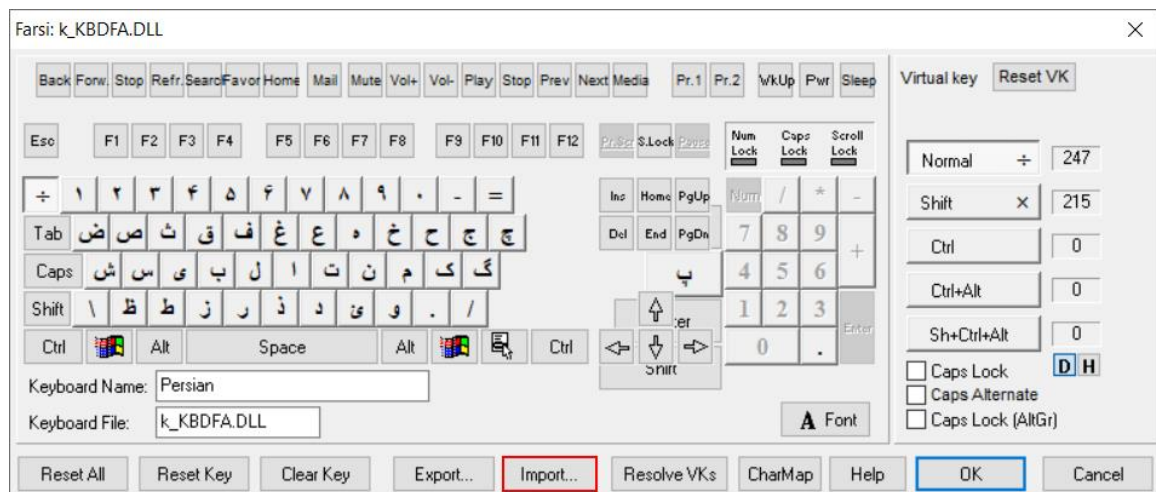 Farsi: k_KBDFA.DLL
Back Forw. Stop Refr. Search Favor Home Mail Mute Vol+ Vol- Play Stop Prev Next Media Pr.1 Pr.2 WkUp Pwr Sleep
Virtual key Reset VK
Esc F1 F2 F3 F4 F5 F6 F7 F8 F9 F10 F11 F12 Pr.Scr S.Lock Pause Num Lock Caps Lock Scroll Lock
Normal ÷ 247
÷ ۱ ۲ ۳ ۴ ۵ ۶ ۷ ۸ ۹ ۰ - = Ins Home PgUp Num / * -
Shift × 215
Tab ض ص ث ق ف غ ع ه خ ح ج چ Del End PgDn 7 8 9 +
Ctrl 0
Caps ش س ی ب ل ا ت ن م ک گ پ 4 5 6
Ctrl+Alt 0
Shift \ ظ ط ژ ر ز ذ د ئ و . / 1 2 3 Enter
Sh+Ctrl+Alt 0
Ctrl Alt Space Alt Ctrl Shift 0 .
D H
Caps Lock
Keyboard Name: Persian
Caps Alternate
Keyboard File: k_KBDFA.DLL
A Font
Caps Lock (AltGr)
Reset All Reset Key Clear Key Export... Import... Resolve VKs CharMap Help OK Cancel